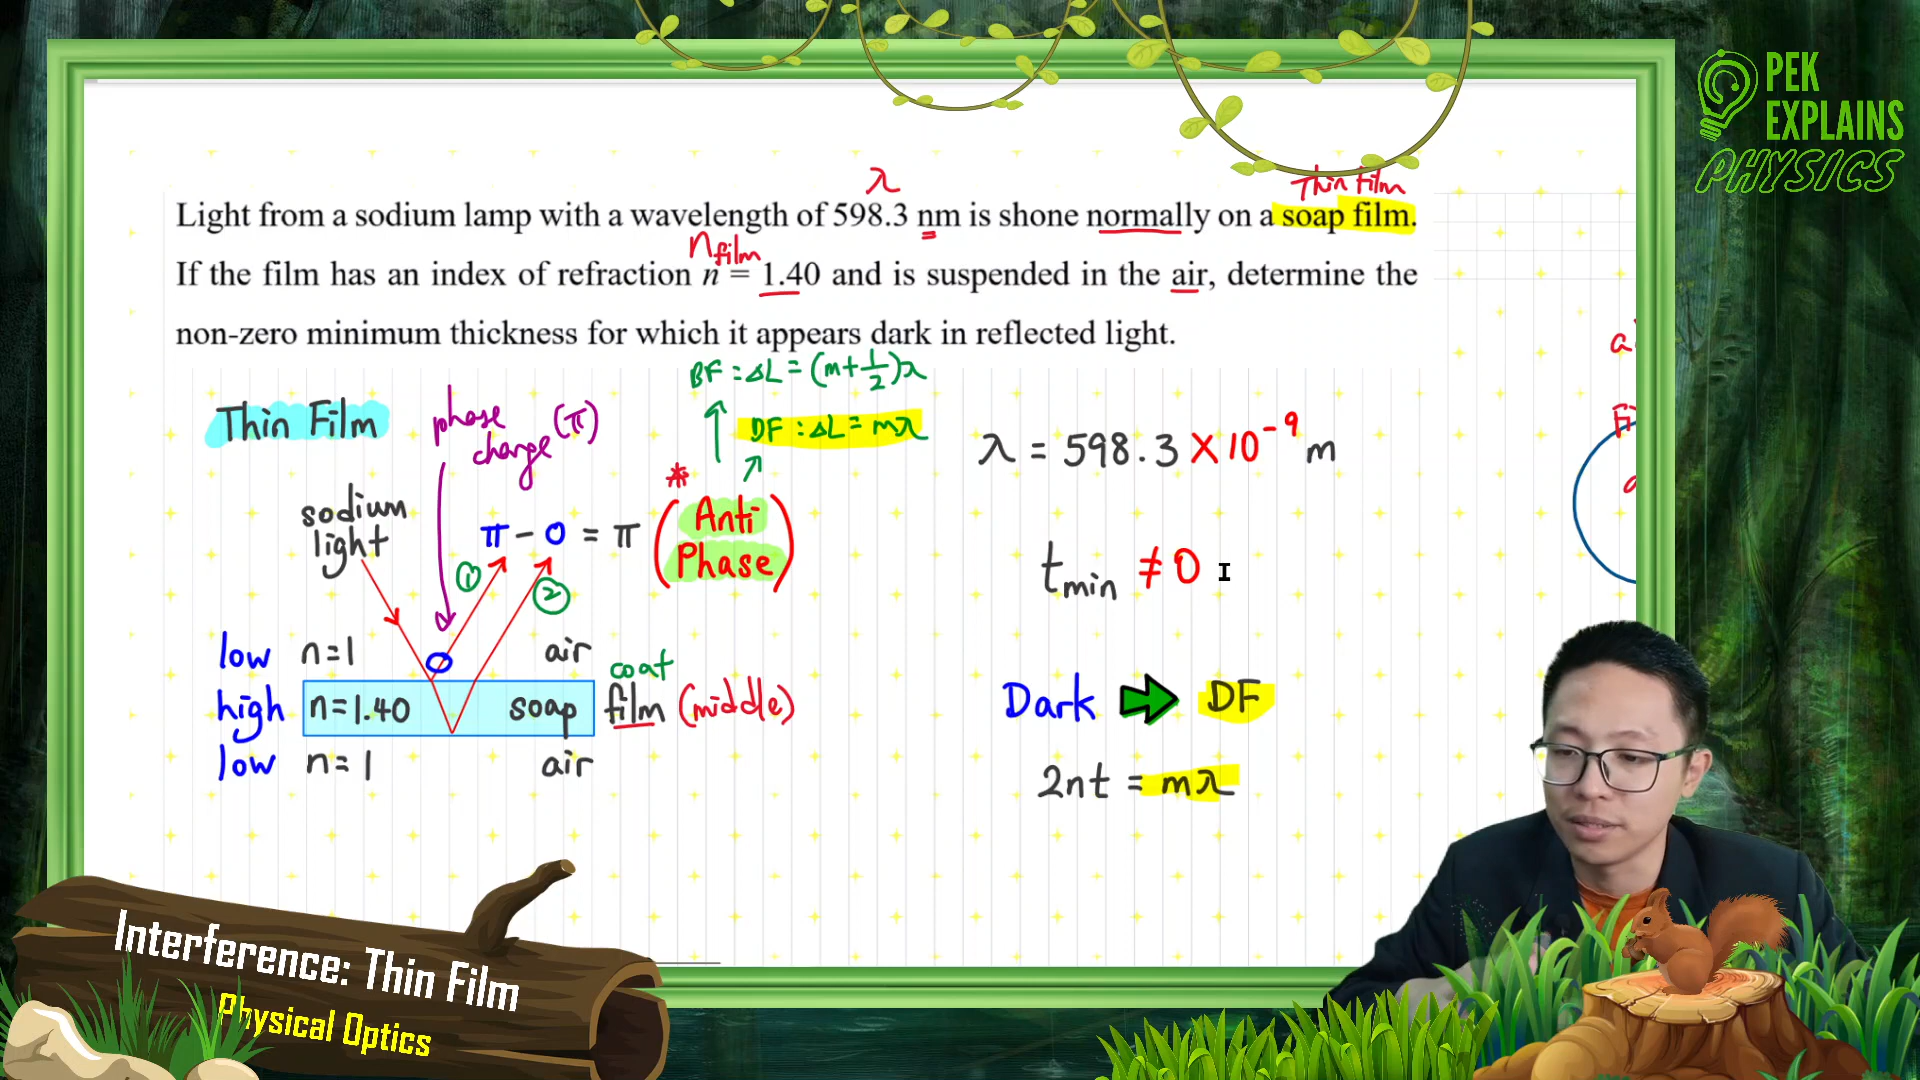 PEK
EXPLAINS
PHYSICS
λ
Thin film
Light from a sodium lamp with a wavelength of 598.3 nm is shone normally on a soap film.
n film
If the film has an index of refraction n = 1.40 and is suspended in the air, determine the
non-zero minimum thickness for which it appears dark in reflected light.
BF : ΔL = (m+1/2)λ
DF : ΔL = mλ
Thin Film
phase change (π)
λ = 598.3 × 10⁻⁹ m
sodium light
π - 0 = π
* (Anti Phase)
① ②
t min ≠ 0
low n=1 air
coat
high n=1.40 soap film (middle)
low n=1 air
Dark ➡ DF
2nt = mλ
Interference: Thin Film
Physical Optics